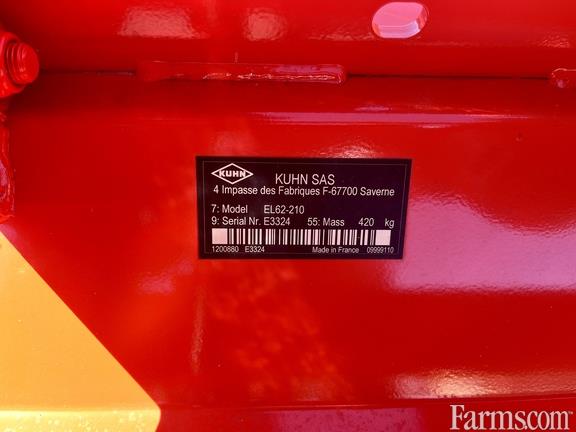 KUHN
KUHN SAS
4 Impasse des Fabriques F-67700 Saverne
7: Model EL62-210
9: Serial Nr. E3324 55: Mass 420 kg
1200880 E3324 Made in France 09999110
Farms.com